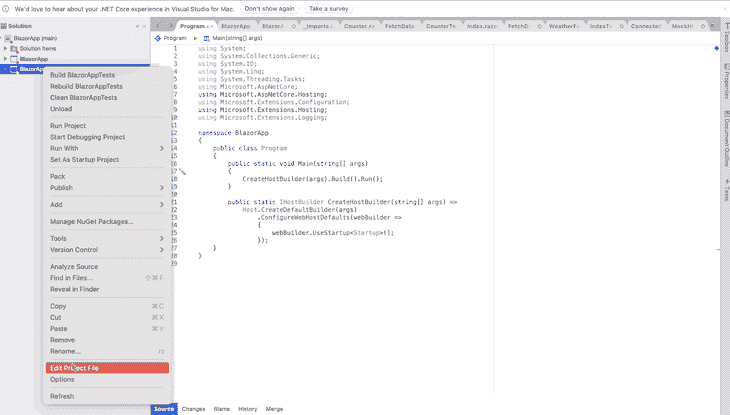 We'd love to hear about your .NET Core experience in Visual Studio for Mac. Don't show again Take a survey
Solution
Program.cs BlazorApp BlazorA _Imports.ra Counter.ra FetchData. CounterTe Index.razo FetchD WeatherFo IndexTe Connected MockH
BlazorApp (main)
Solution Items
BlazorApp
BlazorAp
Build BlazorAppTests
Rebuild BlazorAppTests
Clean BlazorAppTests
Unload
Run Project
Start Debugging Project
Run With
Set As Startup Project
Pack
Publish
Add
Manage NuGet Packages...
Tools
Version Control
Analyze Source
Find in Files... ⇧⌘F
Reveal in Finder
Copy ⌘C
Cut ⌘X
Paste ⌘V
Remove
Rename...
Edit Project File
Options
Refresh
Program Main(string[] args)
1 using System;
2 using System.Collections.Generic;
3 using System.IO;
4 using System.Linq;
5 using System.Threading.Tasks;
6 using Microsoft.AspNetCore;
7 using Microsoft.AspNetCore.Hosting;
8 using Microsoft.Extensions.Configuration;
9 using Microsoft.Extensions.Hosting;
10 using Microsoft.Extensions.Logging;
11
12 namespace BlazorApp
13 {
14 public class Program
15 {
16 public static void Main(string[] args)
17 {
18 CreateHostBuilder(args).Build().Run();
19 }
20
21 public static IHostBuilder CreateHostBuilder(string[] args) =>
22 Host.CreateDefaultBuilder(args)
23 .ConfigureWebHostDefaults(webBuilder =>
24 {
25 webBuilder.UseStartup<Startup>();
26 });
27 }
28 }
29
Toolbox
Properties
Document Outline
Tests
Source Changes Blame History Merge